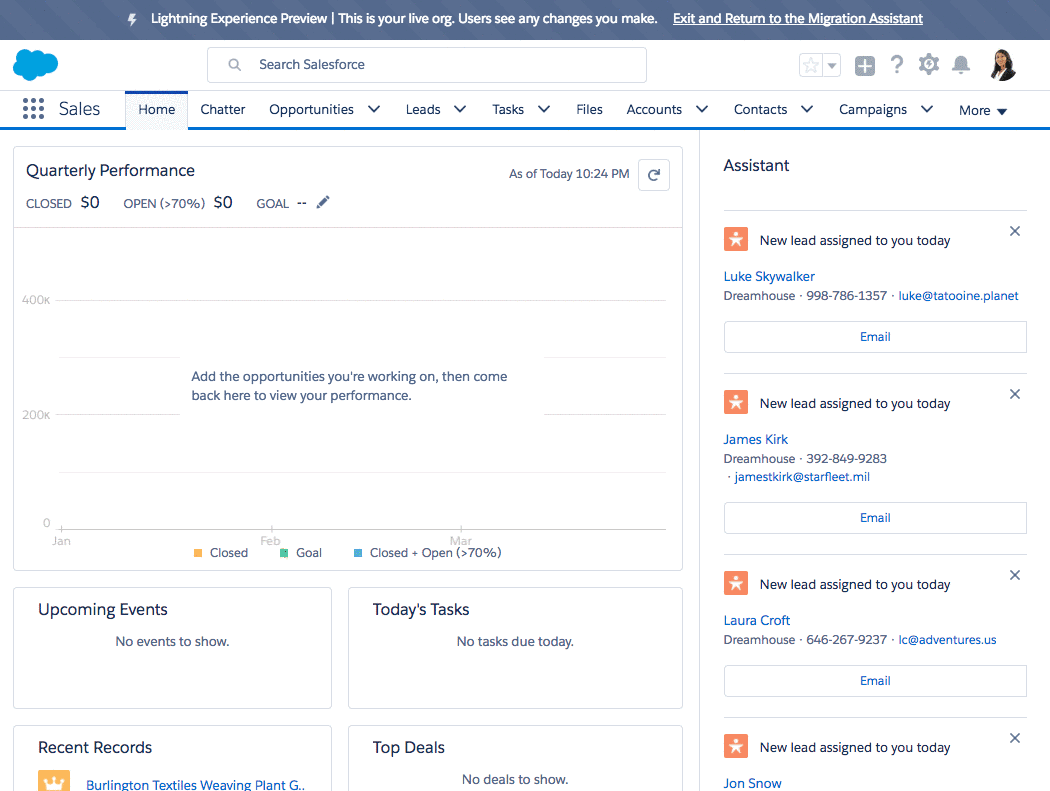 Lightning Experience Preview | This is your live org. Users see any changes you make. Exit and Return to the Migration Assistant
Search Salesforce
Sales Home Chatter Opportunities Leads Tasks Files Accounts Contacts Campaigns More
Quarterly Performance
As of Today 10:24 PM
CLOSED $0 OPEN (>70%) $0 GOAL --
400K
Add the opportunities you're working on, then come
back here to view your performance.
200K
0
Jan Feb Mar
Closed Goal Closed + Open (>70%)
Upcoming Events
No events to show.
Today's Tasks
No tasks due today.
Recent Records
Burlington Textiles Weaving Plant G..
Top Deals
No deals to show.
Assistant
New lead assigned to you today
Luke Skywalker
Dreamhouse · 998-786-1357 · luke@tatooine.planet
Email
New lead assigned to you today
James Kirk
Dreamhouse · 392-849-9283
· jamestkirk@starfleet.mil
Email
New lead assigned to you today
Laura Croft
Dreamhouse · 646-267-9237 · lc@adventures.us
Email
New lead assigned to you today
Jon Snow